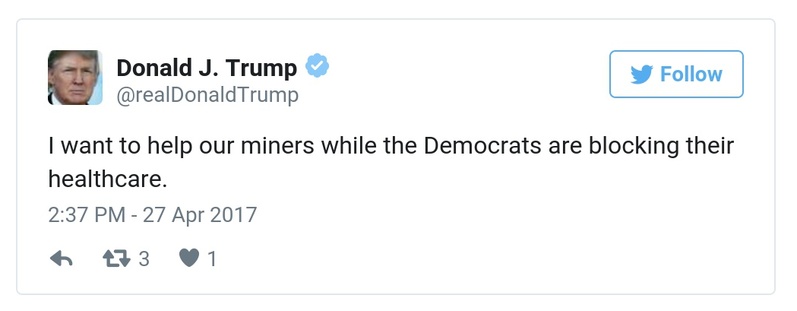 Donald J. Trump
Follow
@realDonaldTrump
I want to help our miners while the Democrats are blocking their
healthcare.
2:37 PM - 27 Apr 2017
3 1